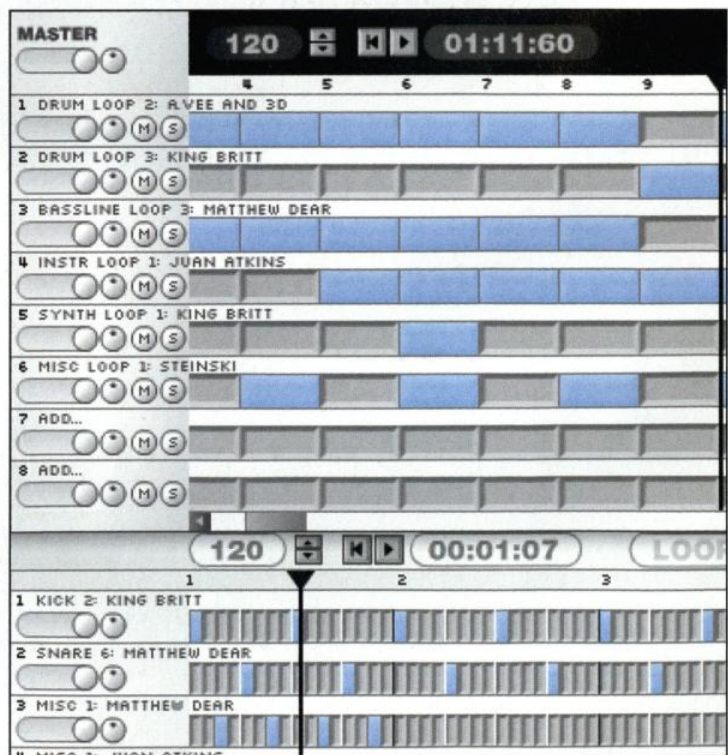 MASTER
120 01:11:60
4 5 6 7 8 9
1 DRUM LOOP 2: A.VEE AND 3D
M S
2 DRUM LOOP 3: KING BRITT
M S
3 BASSLINE LOOP 3: MATTHEW DEAR
M S
4 INSTR LOOP 1: JUAN ATKINS
M S
5 SYNTH LOOP 1: KING BRITT
M S
6 MISC LOOP 1: STEINSKI
M S
7 ADD...
M S
8 ADD...
M S
120 00:01:07
1 2 3
1 KICK 2: KING BRITT
2 SNARE 6: MATTHEW DEAR
3 MISC 1: MATTHEW DEAR